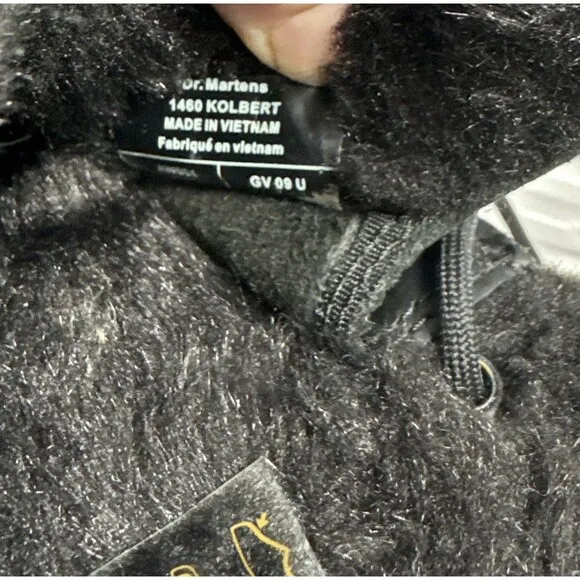 Dr.Martens
1460 KOLBERT
MADE IN VIETNAM
Fabriqué en vietnam
GV 09 U